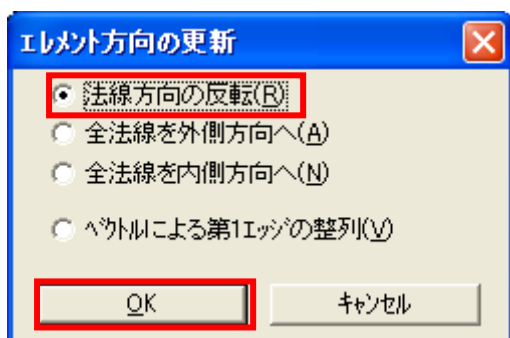 ｴﾚﾒﾝﾄ方向の更新
法線方向の反転(R)
全法線を外側方向へ(A)
全法線を内側方向へ(N)
ﾍﾞｸﾄﾙによる第1ｴｯｼﾞの整列(V)
OK ｷｬﾝｾﾙ